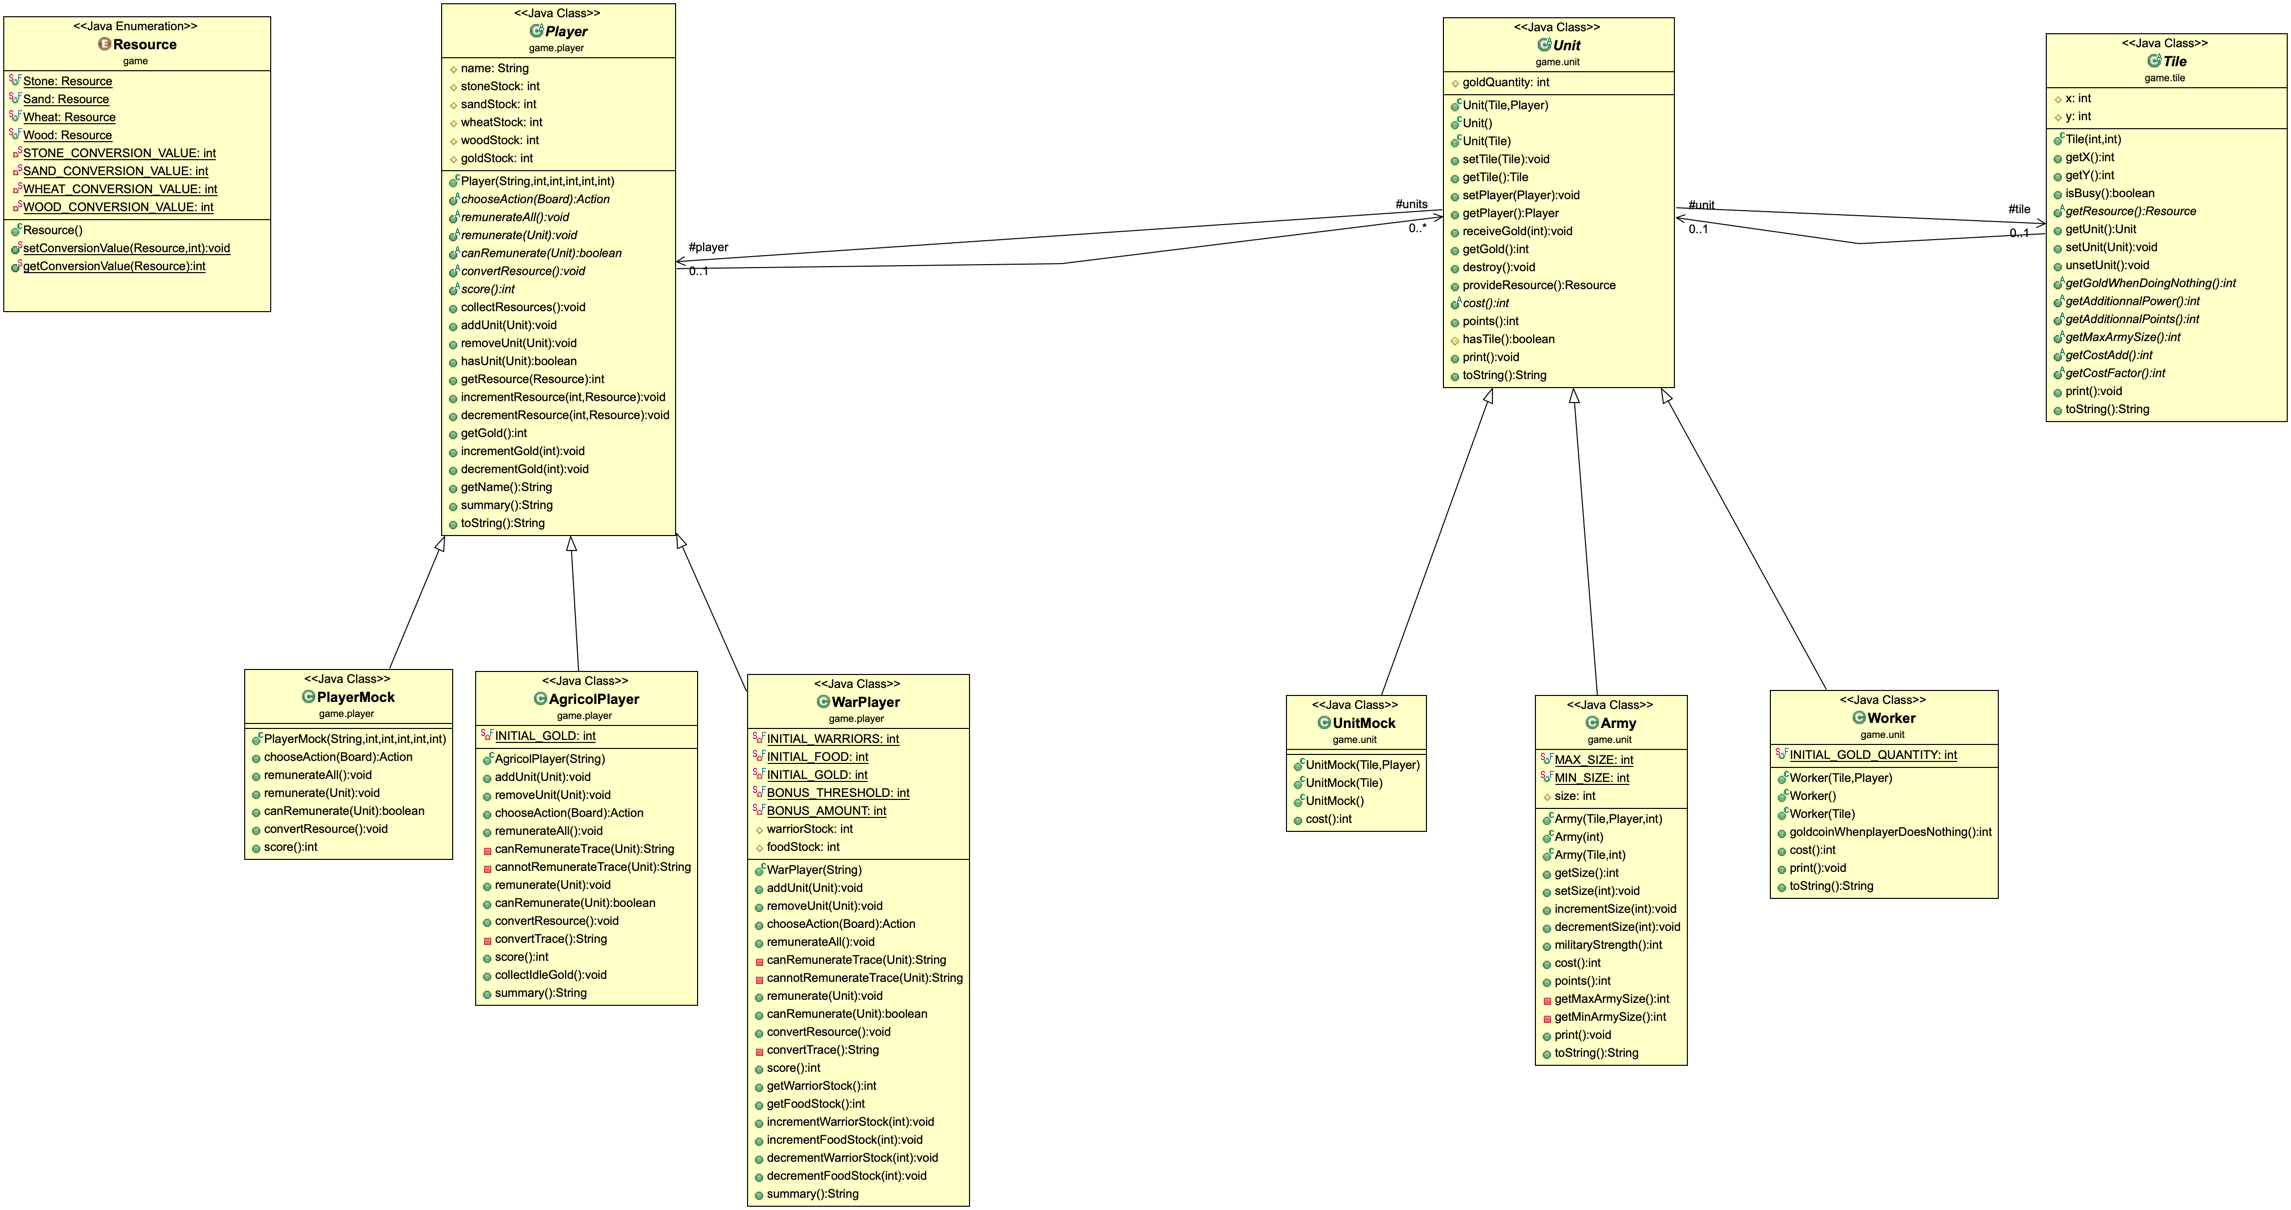 <<Java Enumeration>>
Resource
game
Stone: Resource
Sand: Resource
Wheat: Resource
Wood: Resource
STONE_CONVERSION_VALUE: int
SAND_CONVERSION_VALUE: int
WHEAT_CONVERSION_VALUE: int
WOOD_CONVERSION_VALUE: int
Resource()
setConversionValue(Resource,int):void
getConversionValue(Resource):int
<<Java Class>>
Player
game.player
name: String
stoneStock: int
sandStock: int
wheatStock: int
woodStock: int
goldStock: int
Player(String,int,int,int,int,int)
chooseAction(Board):Action
remunerateAll():void
remunerate(Unit):void
canRemunerate(Unit):boolean
convertResource():void
score():int
collectResources():void
addUnit(Unit):void
removeUnit(Unit):void
hasUnit(Unit):boolean
getResource(Resource):int
incrementResource(int,Resource):void
decrementResource(int,Resource):void
getGold():int
incrementGold(int):void
decrementGold(int):void
getName():String
summary():String
toString():String
#player
0..1
#units
0..*
<<Java Class>>
Unit
game.unit
goldQuantity: int
Unit(Tile,Player)
Unit()
Unit(Tile)
setTile(Tile):void
getTile():Tile
setPlayer(Player):void
getPlayer():Player
receiveGold(int):void
getGold():int
destroy():void
provideResource():Resource
cost():int
points():int
hasTile():boolean
print():void
toString():String
#unit
0..1
#tile
0..1
<<Java Class>>
Tile
game.tile
x: int
y: int
Tile(int,int)
getX():int
getY():int
isBusy():boolean
getResource():Resource
getUnit():Unit
setUnit(Unit):void
unsetUnit():void
getGoldWhenDoingNothing():int
getAdditionnalPower():int
getAdditionnalPoints():int
getMaxArmySize():int
getCostAdd():int
getCostFactor():int
print():void
toString():String
<<Java Class>>
PlayerMock
game.player
PlayerMock(String,int,int,int,int,int)
chooseAction(Board):Action
remunerateAll():void
remunerate(Unit):void
canRemunerate(Unit):boolean
convertResource():void
score():int
<<Java Class>>
AgricolPlayer
game.player
INITIAL_GOLD: int
AgricolPlayer(String)
addUnit(Unit):void
removeUnit(Unit):void
chooseAction(Board):Action
remunerateAll():void
canRemunerateTrace(Unit):String
cannotRemunerateTrace(Unit):String
remunerate(Unit):void
canRemunerate(Unit):boolean
convertResource():void
convertTrace():String
score():int
collectIdleGold():void
summary():String
<<Java Class>>
WarPlayer
game.player
INITIAL_WARRIORS: int
INITIAL_FOOD: int
INITIAL_GOLD: int
BONUS_THRESHOLD: int
BONUS_AMOUNT: int
warriorStock: int
foodStock: int
WarPlayer(String)
addUnit(Unit):void
removeUnit(Unit):void
chooseAction(Board):Action
remunerateAll():void
canRemunerateTrace(Unit):String
cannotRemunerateTrace(Unit):String
remunerate(Unit):void
canRemunerate(Unit):boolean
convertResource():void
convertTrace():String
score():int
getWarriorStock():int
getFoodStock():int
incrementWarriorStock(int):void
incrementFoodStock(int):void
decrementWarriorStock(int):void
decrementFoodStock(int):void
summary():String
<<Java Class>>
UnitMock
game.unit
UnitMock(Tile,Player)
UnitMock(Tile)
UnitMock()
cost():int
<<Java Class>>
Army
game.unit
MAX_SIZE: int
MIN_SIZE: int
size: int
Army(Tile,Player,int)
Army(int)
Army(Tile,int)
getSize():int
setSize(int):void
incrementSize(int):void
decrementSize(int):void
militaryStrength():int
cost():int
points():int
getMaxArmySize():int
getMinArmySize():int
print():void
toString():String
<<Java Class>>
Worker
game.unit
INITIAL_GOLD_QUANTITY: int
Worker(Tile,Player)
Worker()
Worker(Tile)
goldcoinWhenplayerDoesNothing():int
cost():int
print():void
toString():String